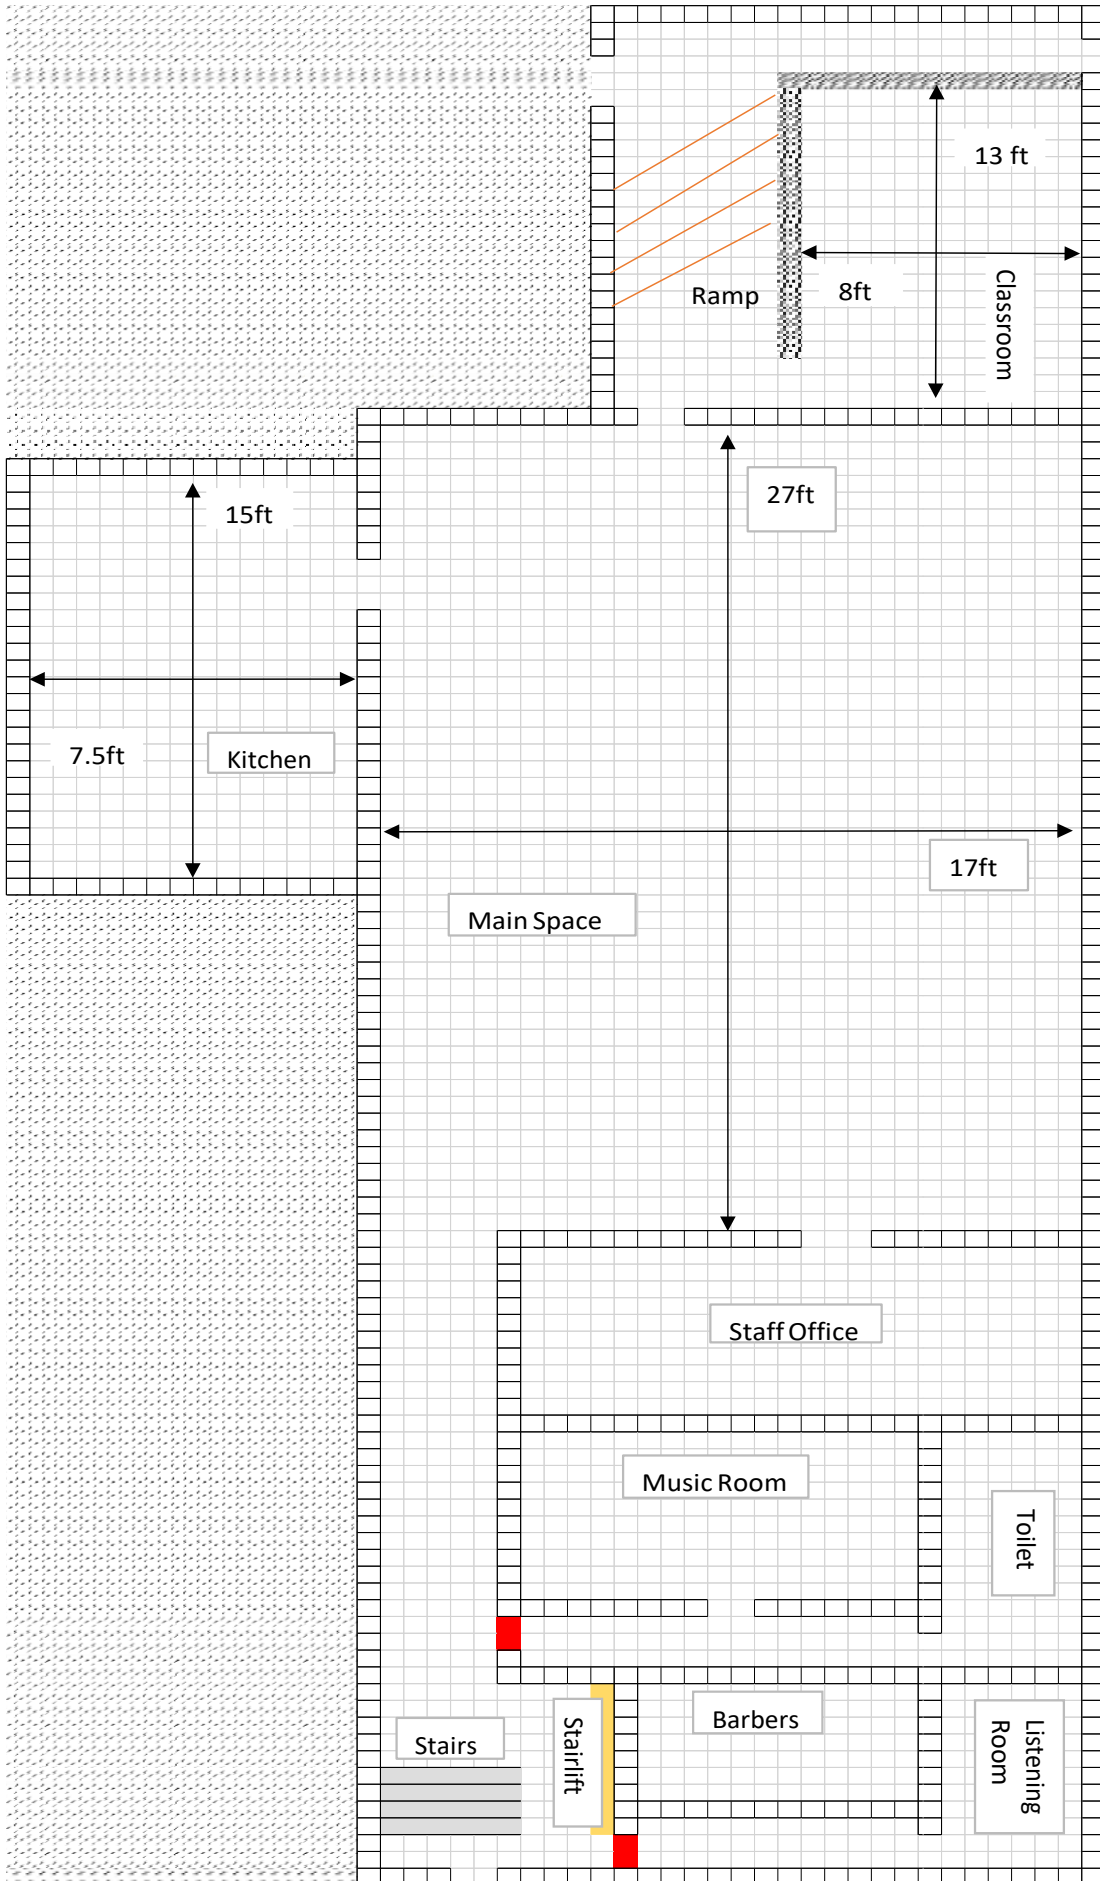 13 ft
8ft
Ramp
Classroom
27ft
15ft
7.5ft
Kitchen
17ft
Main Space
Staff Office
Music Room
Toilet
Barbers
Stairs
Stairlift
Listening
Room